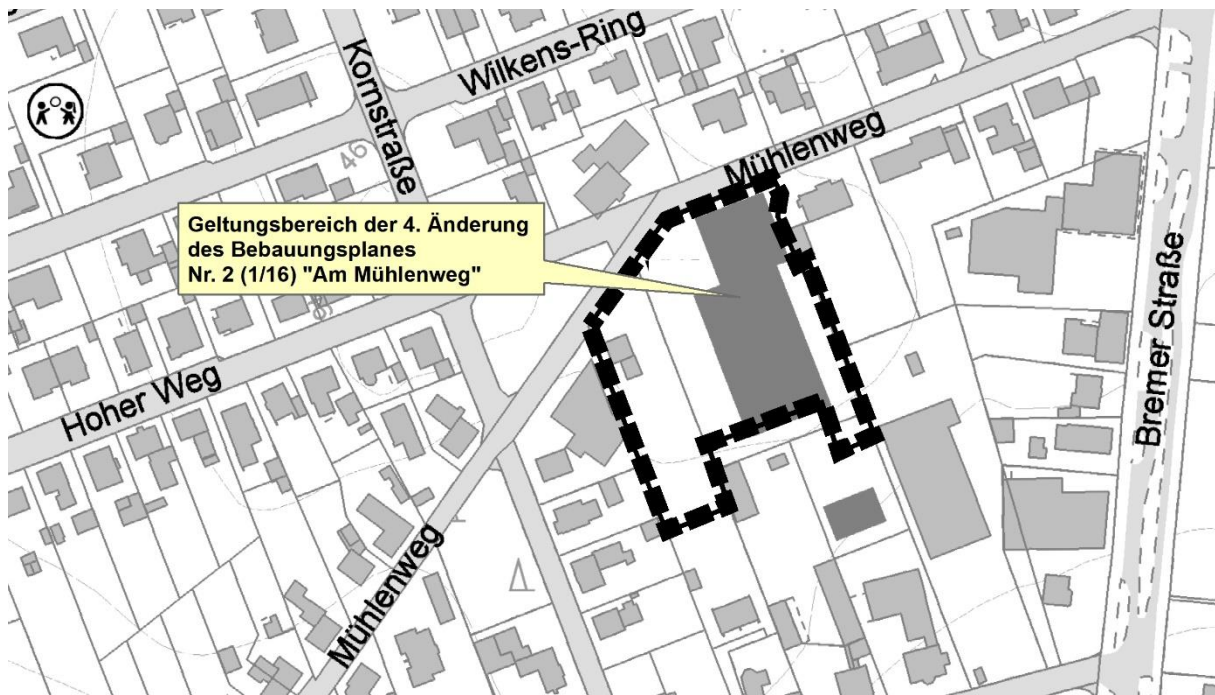 Wilkens-Ring
Kornstraße
46
Mühlenweg
Geltungsbereich der 4. Änderung
des Bebauungsplanes
Nr. 2 (1/16) "Am Mühlenweg"
Bremer Straße
Hoher Weg
Mühlenweg